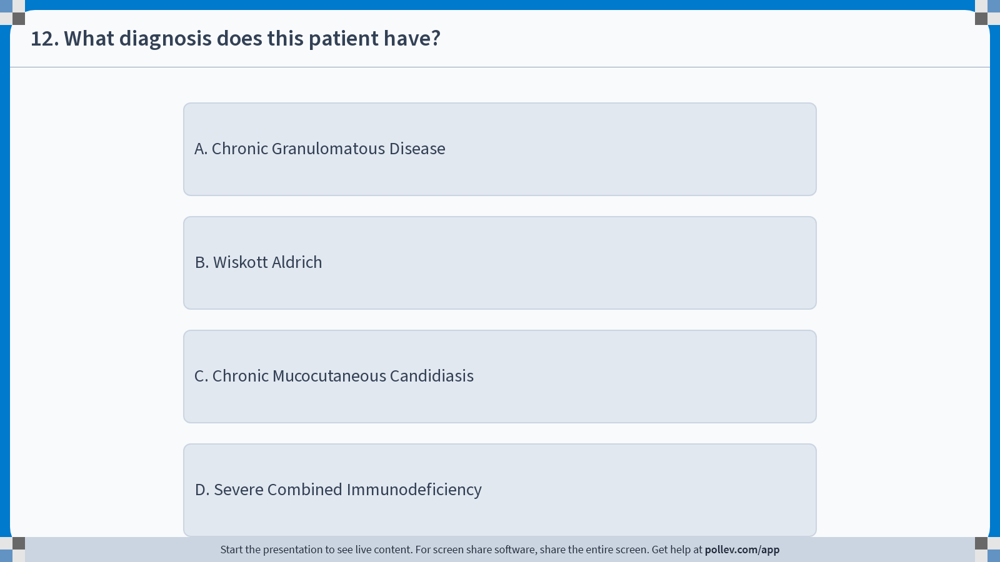 12. What diagnosis does this patient have?
A. Chronic Granulomatous Disease
B. Wiskott Aldrich
C. Chronic Mucocutaneous Candidiasis
D. Severe Combined Immunodeficiency
Start the presentation to see live content. For screen share software, share the entire screen. Get help at pollev.com/app